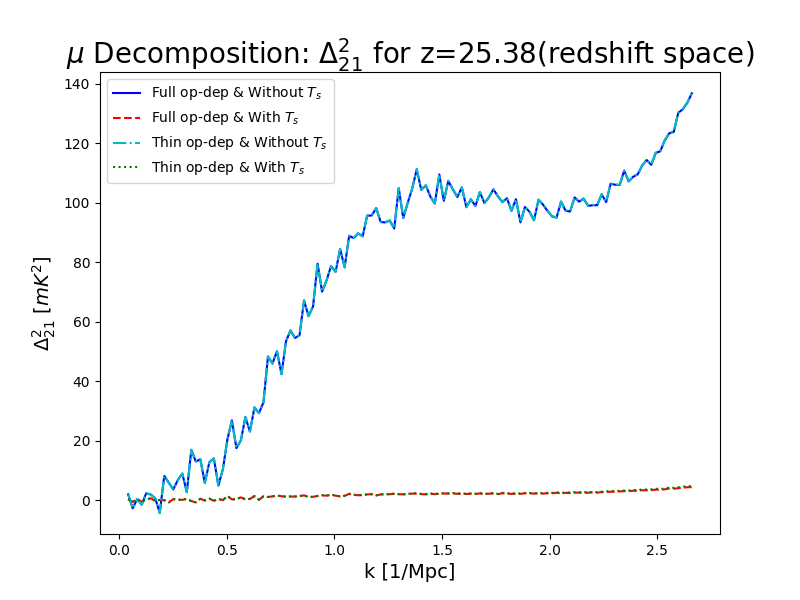 μ Decomposition: Δ²₂₁ for z=25.38(redshift space)
Full op-dep & Without Tₛ
Full op-dep & With Tₛ
Thin op-dep & Without Tₛ
Thin op-dep & With Tₛ
140
120
100
80
60
40
20
0
Δ²₂₁ [mK²]
0.0
0.5
1.0
1.5
2.0
2.5
k [1/Mpc]